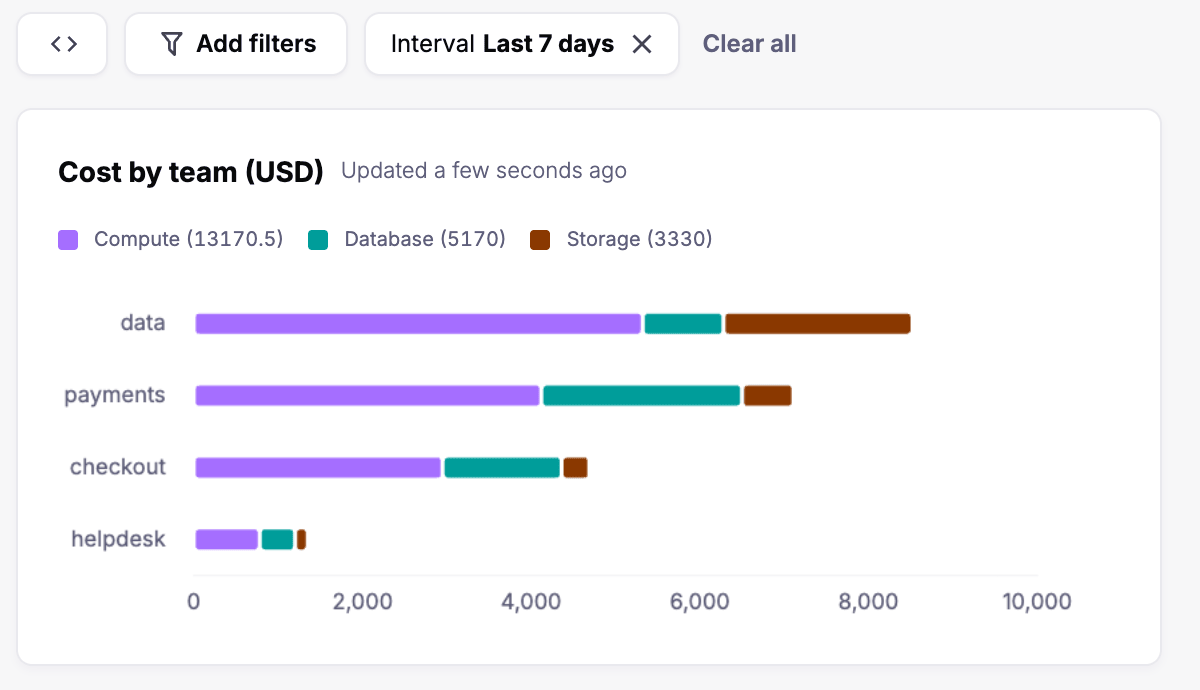 <> Add filters Interval Last 7 days Clear all
Cost by team (USD) Updated a few seconds ago
Compute (13170.5) Database (5170) Storage (3330)
data
payments
checkout
helpdesk
0 2,000 4,000 6,000 8,000 10,000